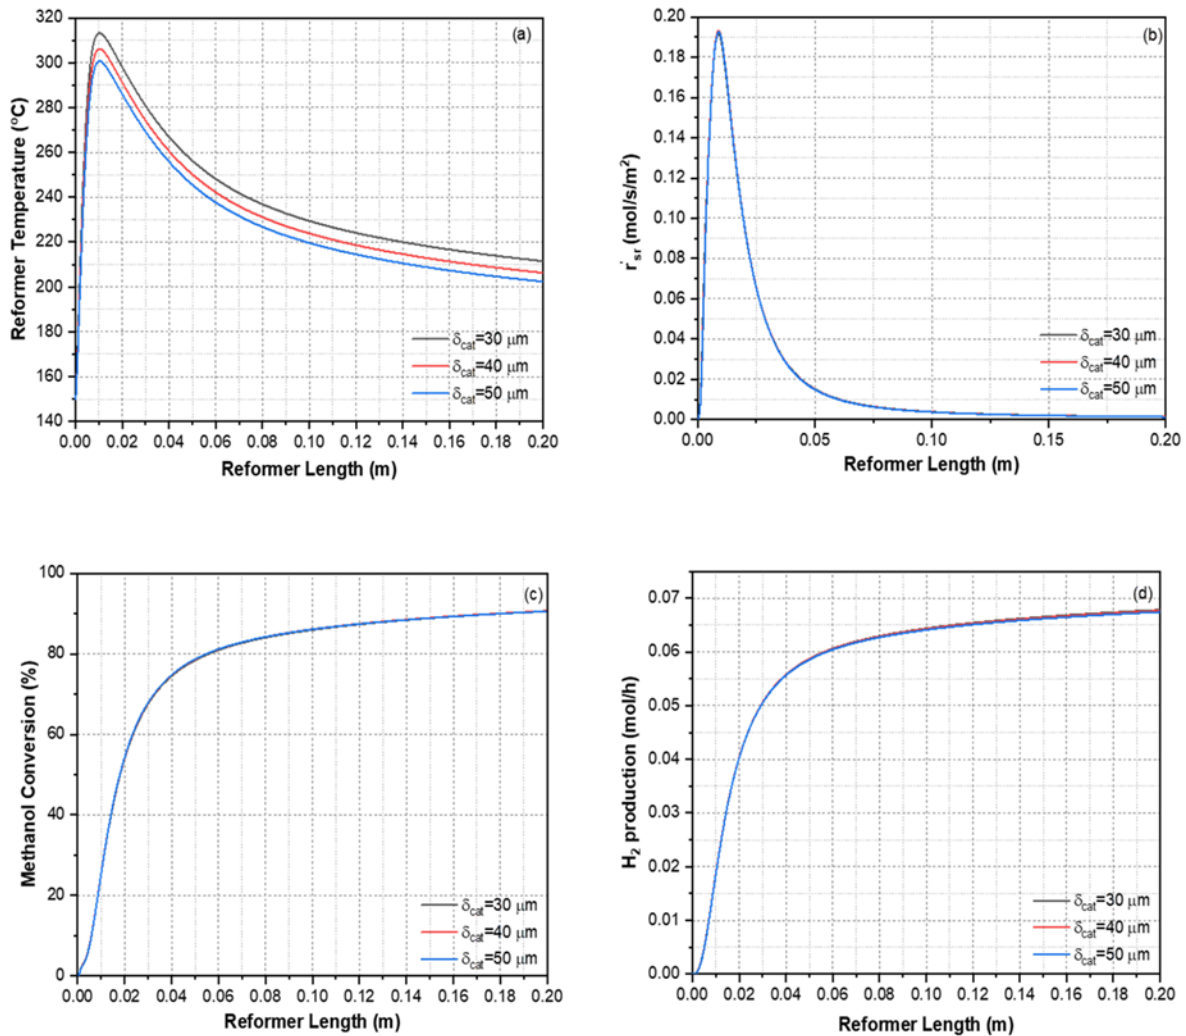 (a)
Reformer Temperature (°C)
320
300
280
260
240
220
200
180
160
140
0.00 0.02 0.04 0.06 0.08 0.10 0.12 0.14 0.16 0.18 0.20
Reformer Length (m)
δcat=30 μm
δcat=40 μm
δcat=50 μm
(b)
r'sr (mol/s/m²)
0.20
0.18
0.16
0.14
0.12
0.10
0.08
0.06
0.04
0.02
0.00
0.00 0.05 0.10 0.15 0.20
Reformer Length (m)
δcat=30 μm
δcat=40 μm
δcat=50 μm
(c)
Methanol Conversion (%)
100
80
60
40
20
0
0.00 0.02 0.04 0.06 0.08 0.10 0.12 0.14 0.16 0.18 0.20
Reformer Length (m)
δcat=30 μm
δcat=40 μm
δcat=50 μm
(d)
H₂ production (mol/h)
0.07
0.06
0.05
0.04
0.03
0.02
0.01
0.00
0.00 0.02 0.04 0.06 0.08 0.10 0.12 0.14 0.16 0.18 0.20
Reformer Length (m)
δcat=30 μm
δcat=40 μm
δcat=50 μm